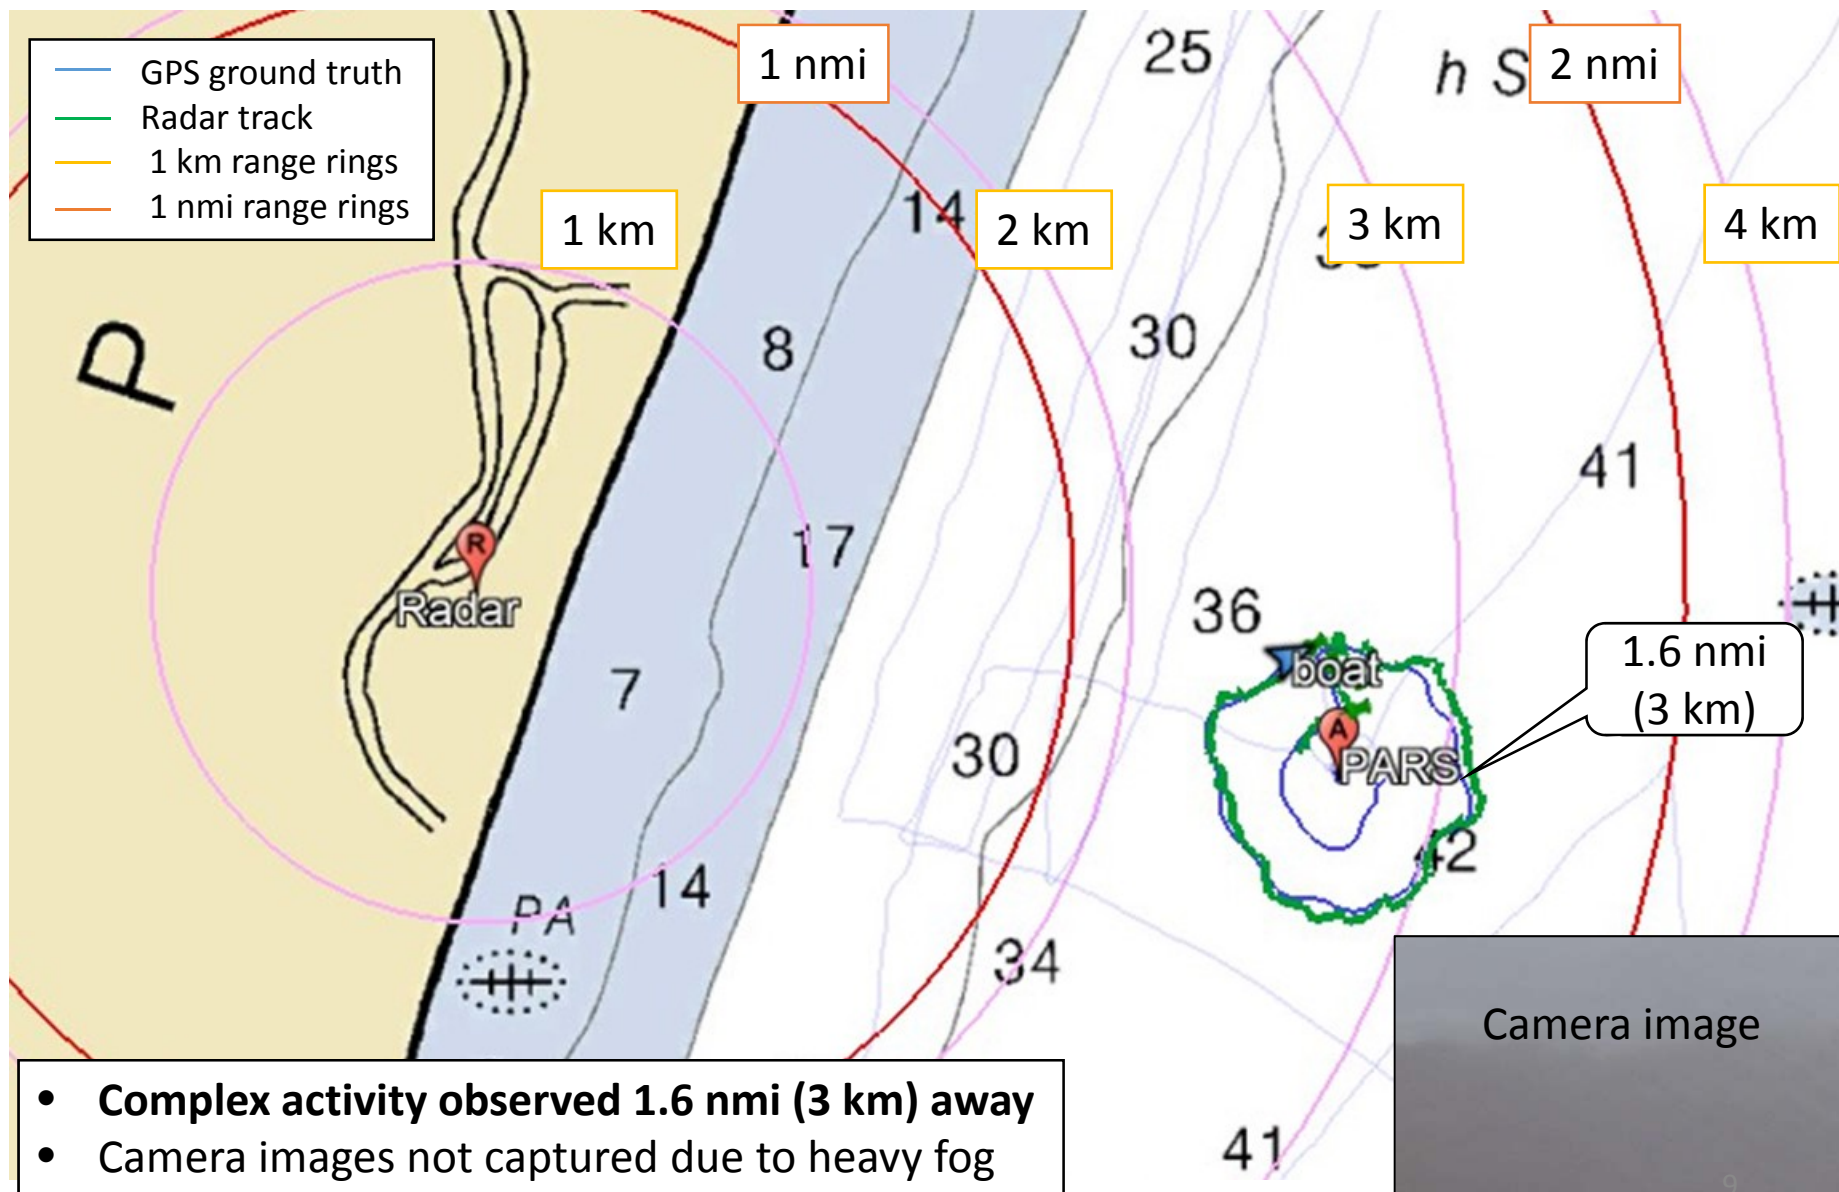 GPS ground truth
Radar track
1 km range rings
1 nmi range rings
1 nmi
2 nmi
25
h S
1 km
2 km
3 km
4 km
14
P
8
30
41
17
R
Radar
36
boat
1.6 nmi
(3 km)
7
A
PARS
30
42
14
PA
34
Camera image
• Complex activity observed 1.6 nmi (3 km) away
• Camera images not captured due to heavy fog
41
9